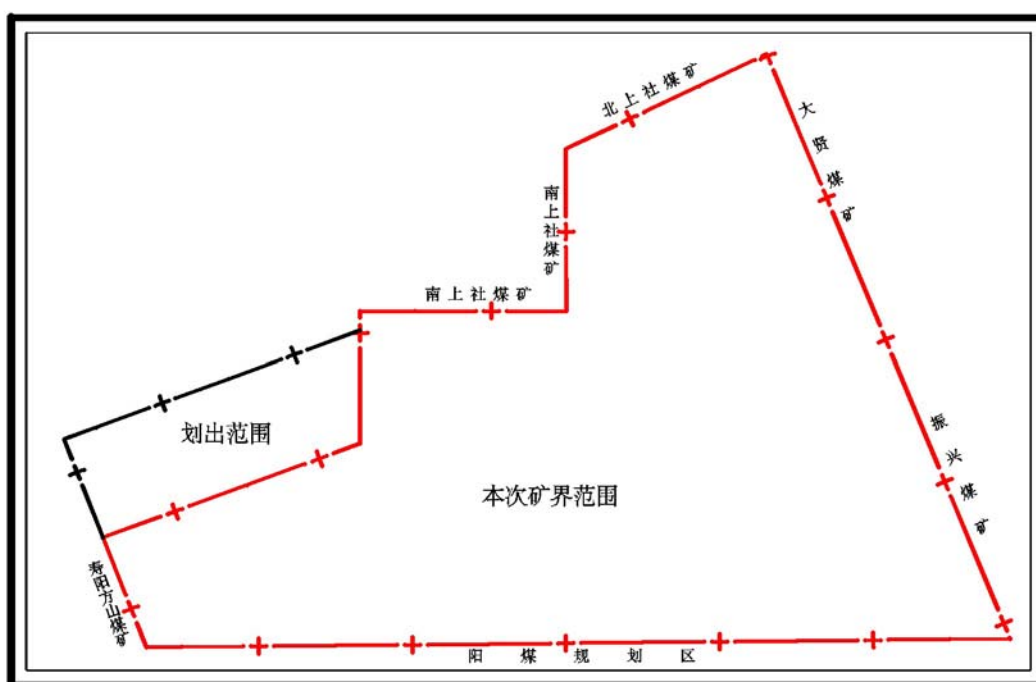 北上社煤矿
大贤煤矿
南上社煤矿
南上社煤矿
划出范围
振兴煤矿
本次矿界范围
寿阳方山煤矿
阳煤规划区